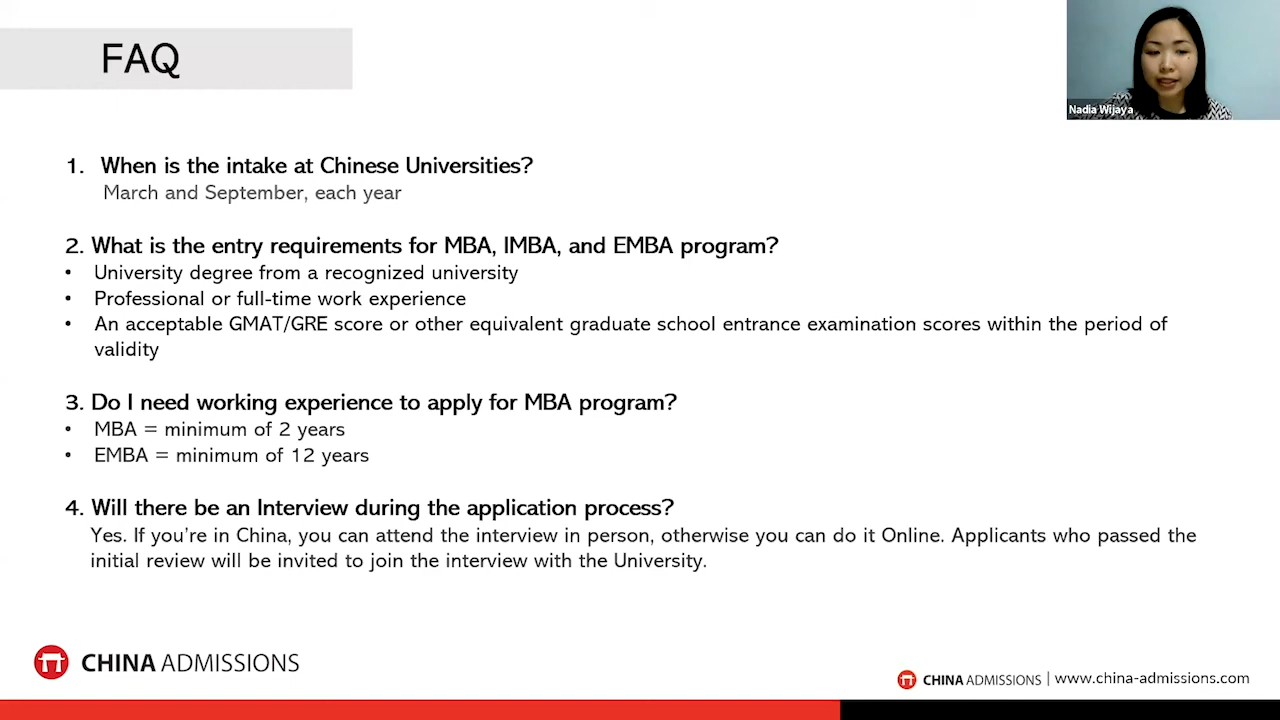 FAQ
Nadia Wijaya
1. When is the intake at Chinese Universities?
March and September, each year
2. What is the entry requirements for MBA, IMBA, and EMBA program?
• University degree from a recognized university
• Professional or full-time work experience
• An acceptable GMAT/GRE score or other equivalent graduate school entrance examination scores within the period of
validity
3. Do I need working experience to apply for MBA program?
• MBA = minimum of 2 years
• EMBA = minimum of 12 years
4. Will there be an Interview during the application process?
Yes. If you're in China, you can attend the interview in person, otherwise you can do it Online. Applicants who passed the
initial review will be invited to join the interview with the University.
CHINA ADMISSIONS
CHINA ADMISSIONS | www.china-admissions.com